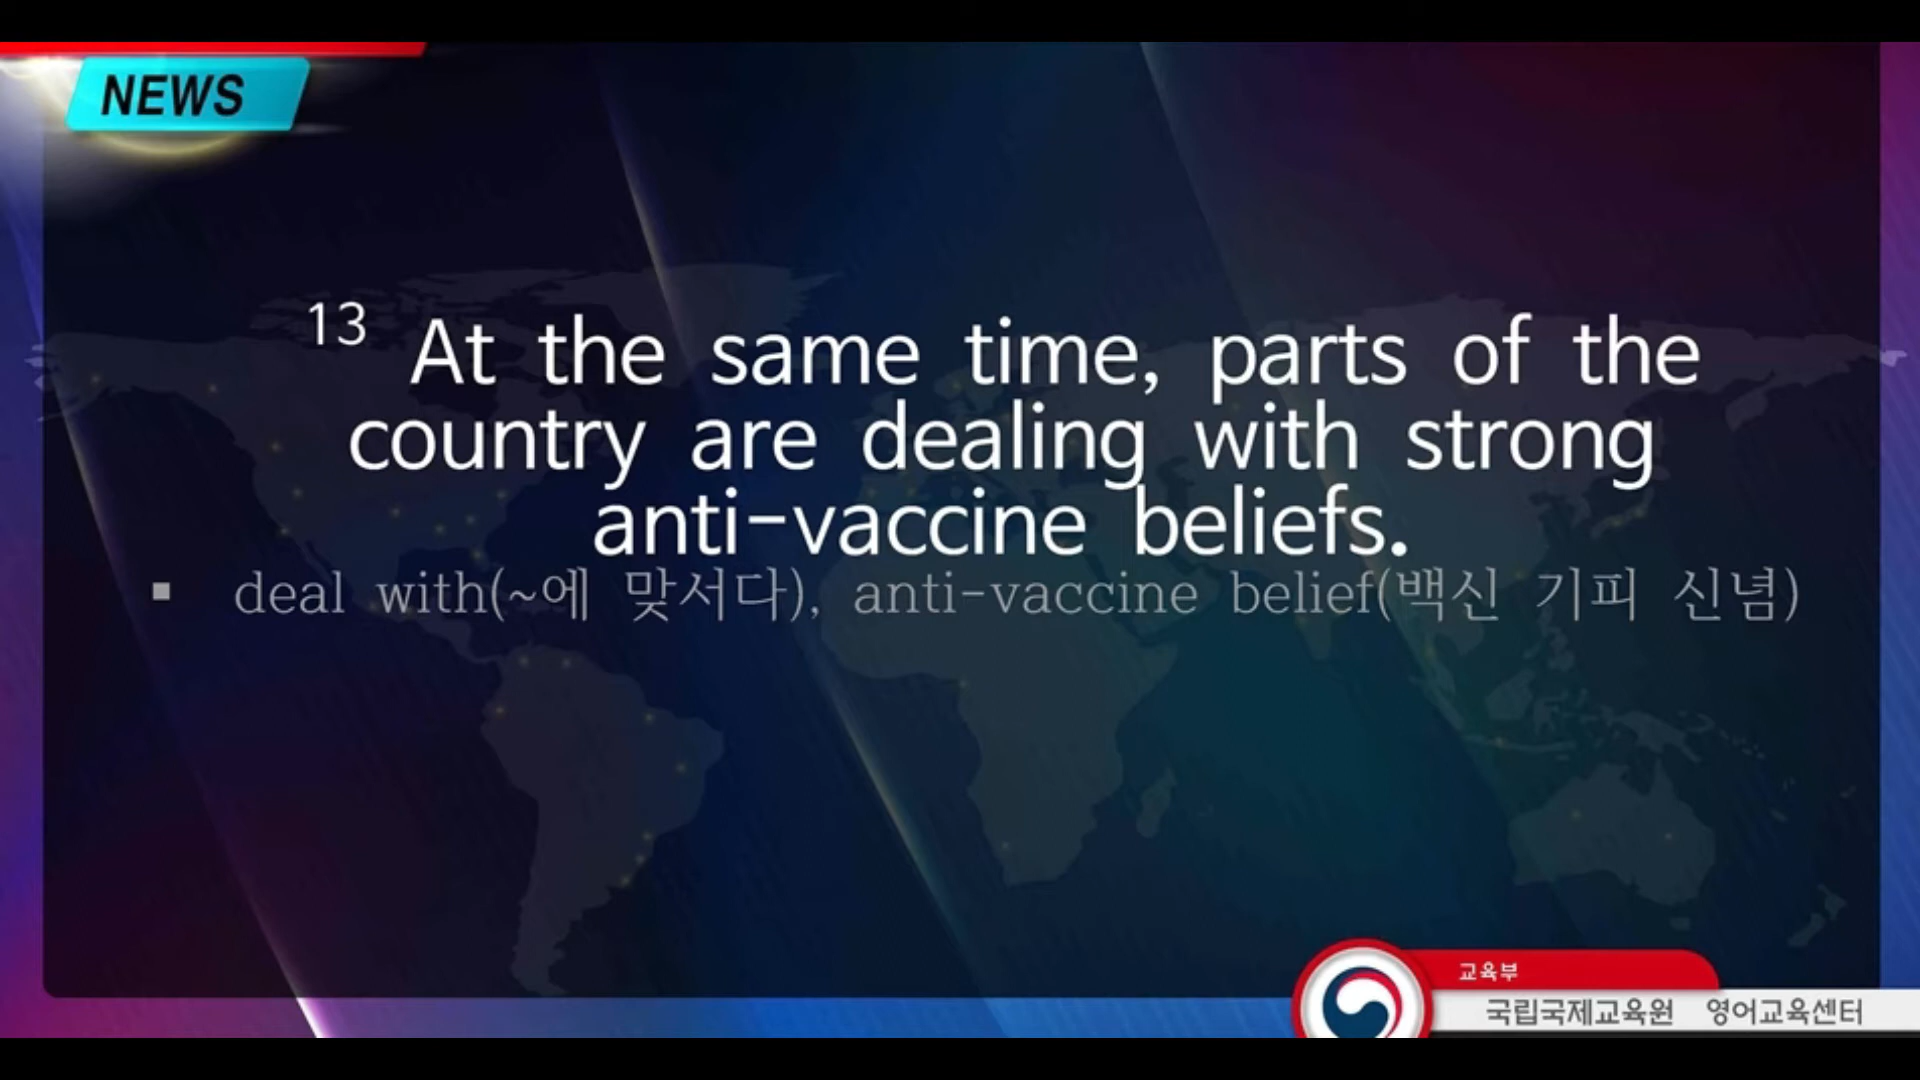 NEWS
13 At the same time, parts of the
country are dealing with strong
anti-vaccine beliefs.
▪ deal with(~에 맞서다), anti-vaccine belief(백신 기피 신념)
교육부
국립국제교육원 영어교육센터